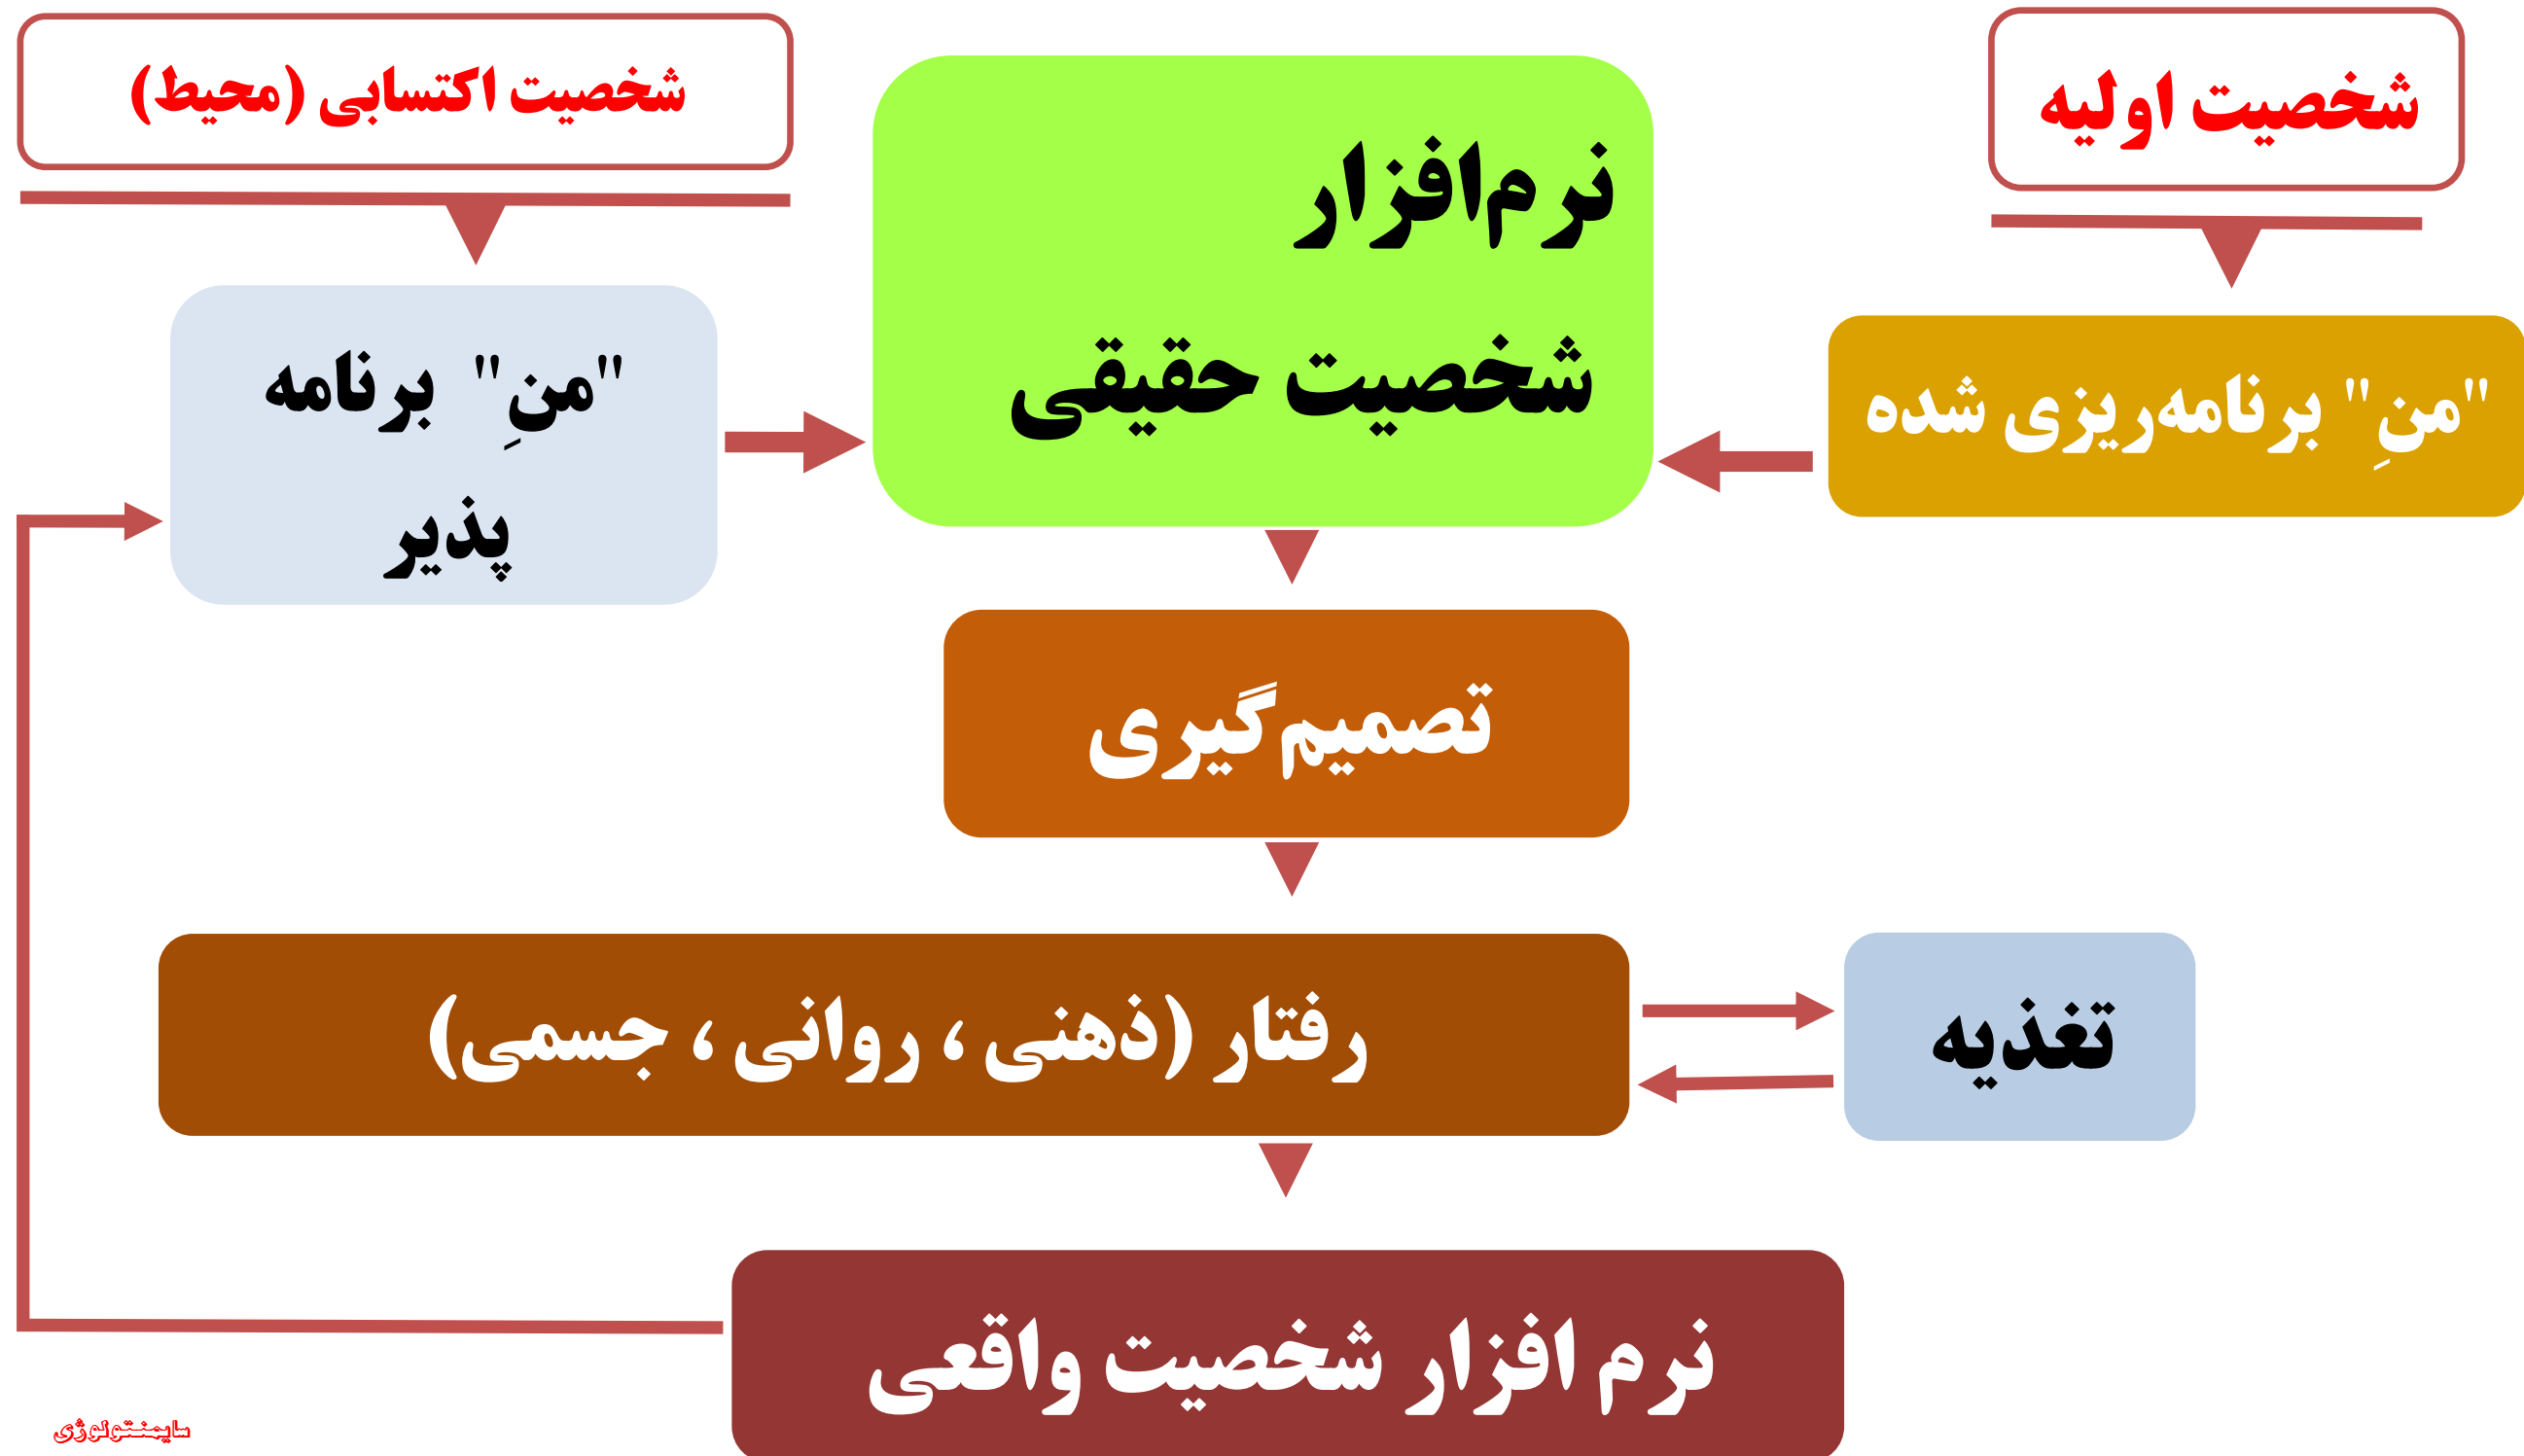 شخصیت اولیه
شخصیت اکتسابی (محیط)
نرم‌افزار
شخصیت حقیقی
"منِ" برنامه‌ریزی شده
"منِ" برنامه
پذیر
تصمیم‌گیری
رفتار (ذهنی ، روانی ، جسمی)
تغذیه
نرم افزار شخصیت واقعی
سایمنتولوژی